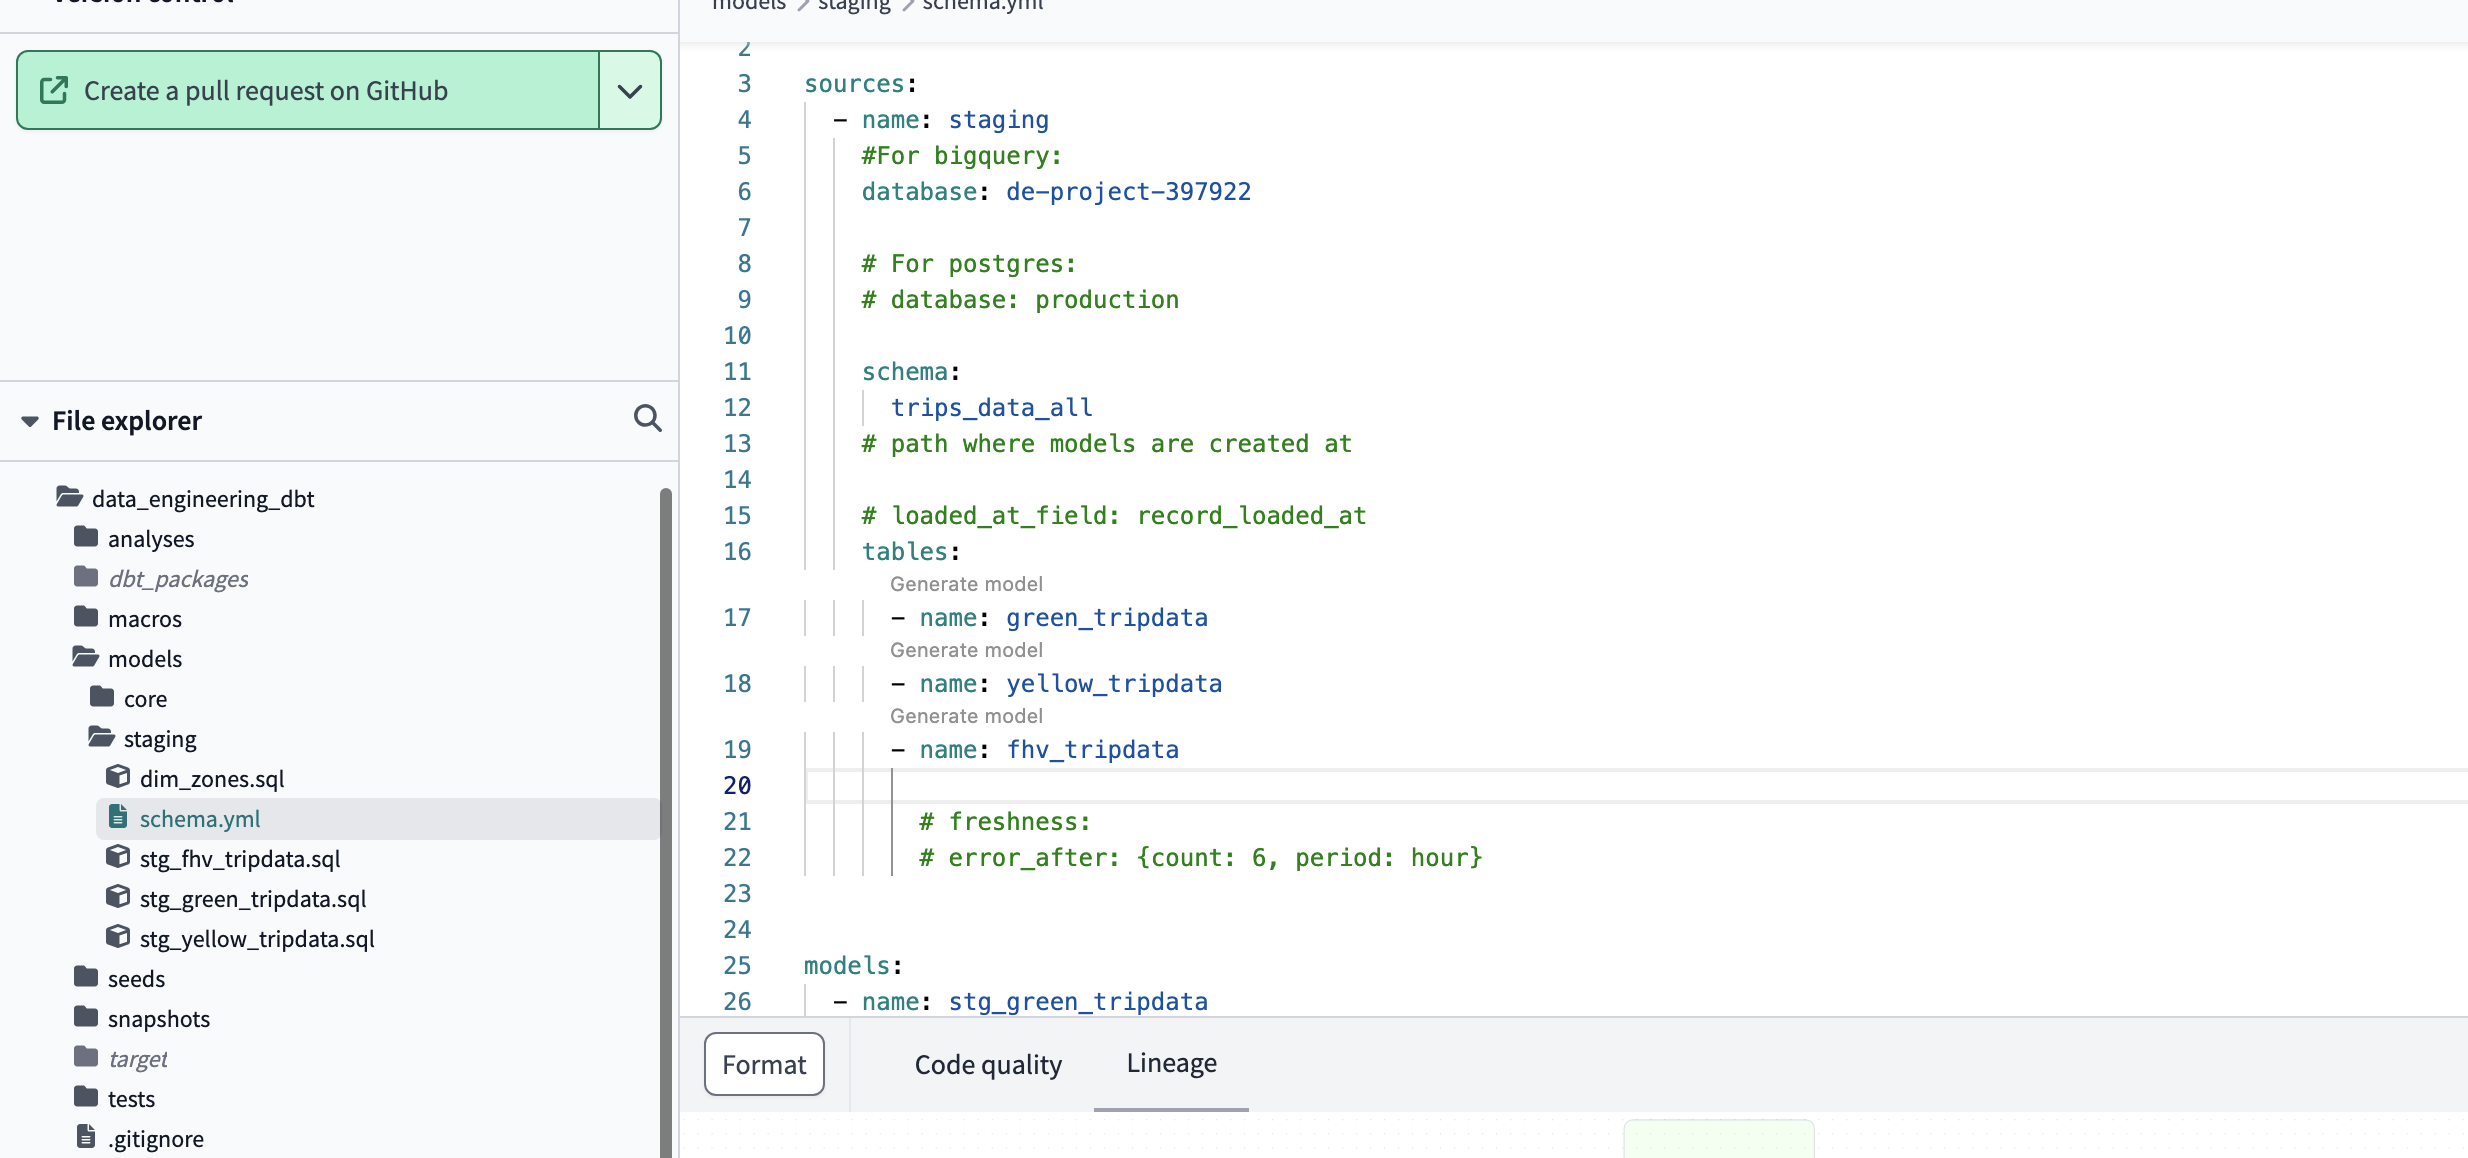 Version control
Create a pull request on GitHub
File explorer
data_engineering_dbt
analyses
dbt_packages
macros
models
core
staging
dim_zones.sql
schema.yml
stg_fhv_tripdata.sql
stg_green_tripdata.sql
stg_yellow_tripdata.sql
seeds
snapshots
target
tests
.gitignore
models > staging > schema.yml
2
3 sources:
4 - name: staging
5 #For bigquery:
6 database: de-project-397922
7
8 # For postgres:
9 # database: production
10
11 schema:
12 trips_data_all
13 # path where models are created at
14
15 # loaded_at_field: record_loaded_at
16 tables:
Generate model
17 - name: green_tripdata
Generate model
18 - name: yellow_tripdata
Generate model
19 - name: fhv_tripdata
20
21 # freshness:
22 # error_after: {count: 6, period: hour}
23
24
25 models:
26 - name: stg_green_tripdata
Format Code quality Lineage